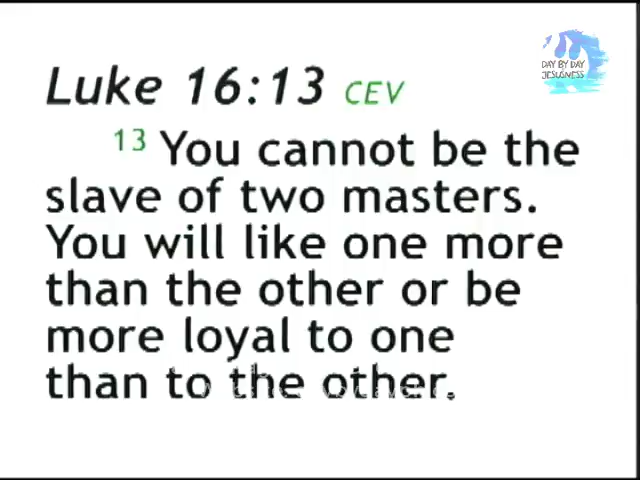 DAY BY DAY
JESUSNESS
Luke 16:13 CEV
13 You cannot be the
slave of two masters.
You will like one more
than the other or be
more loyal to one
than to the other.